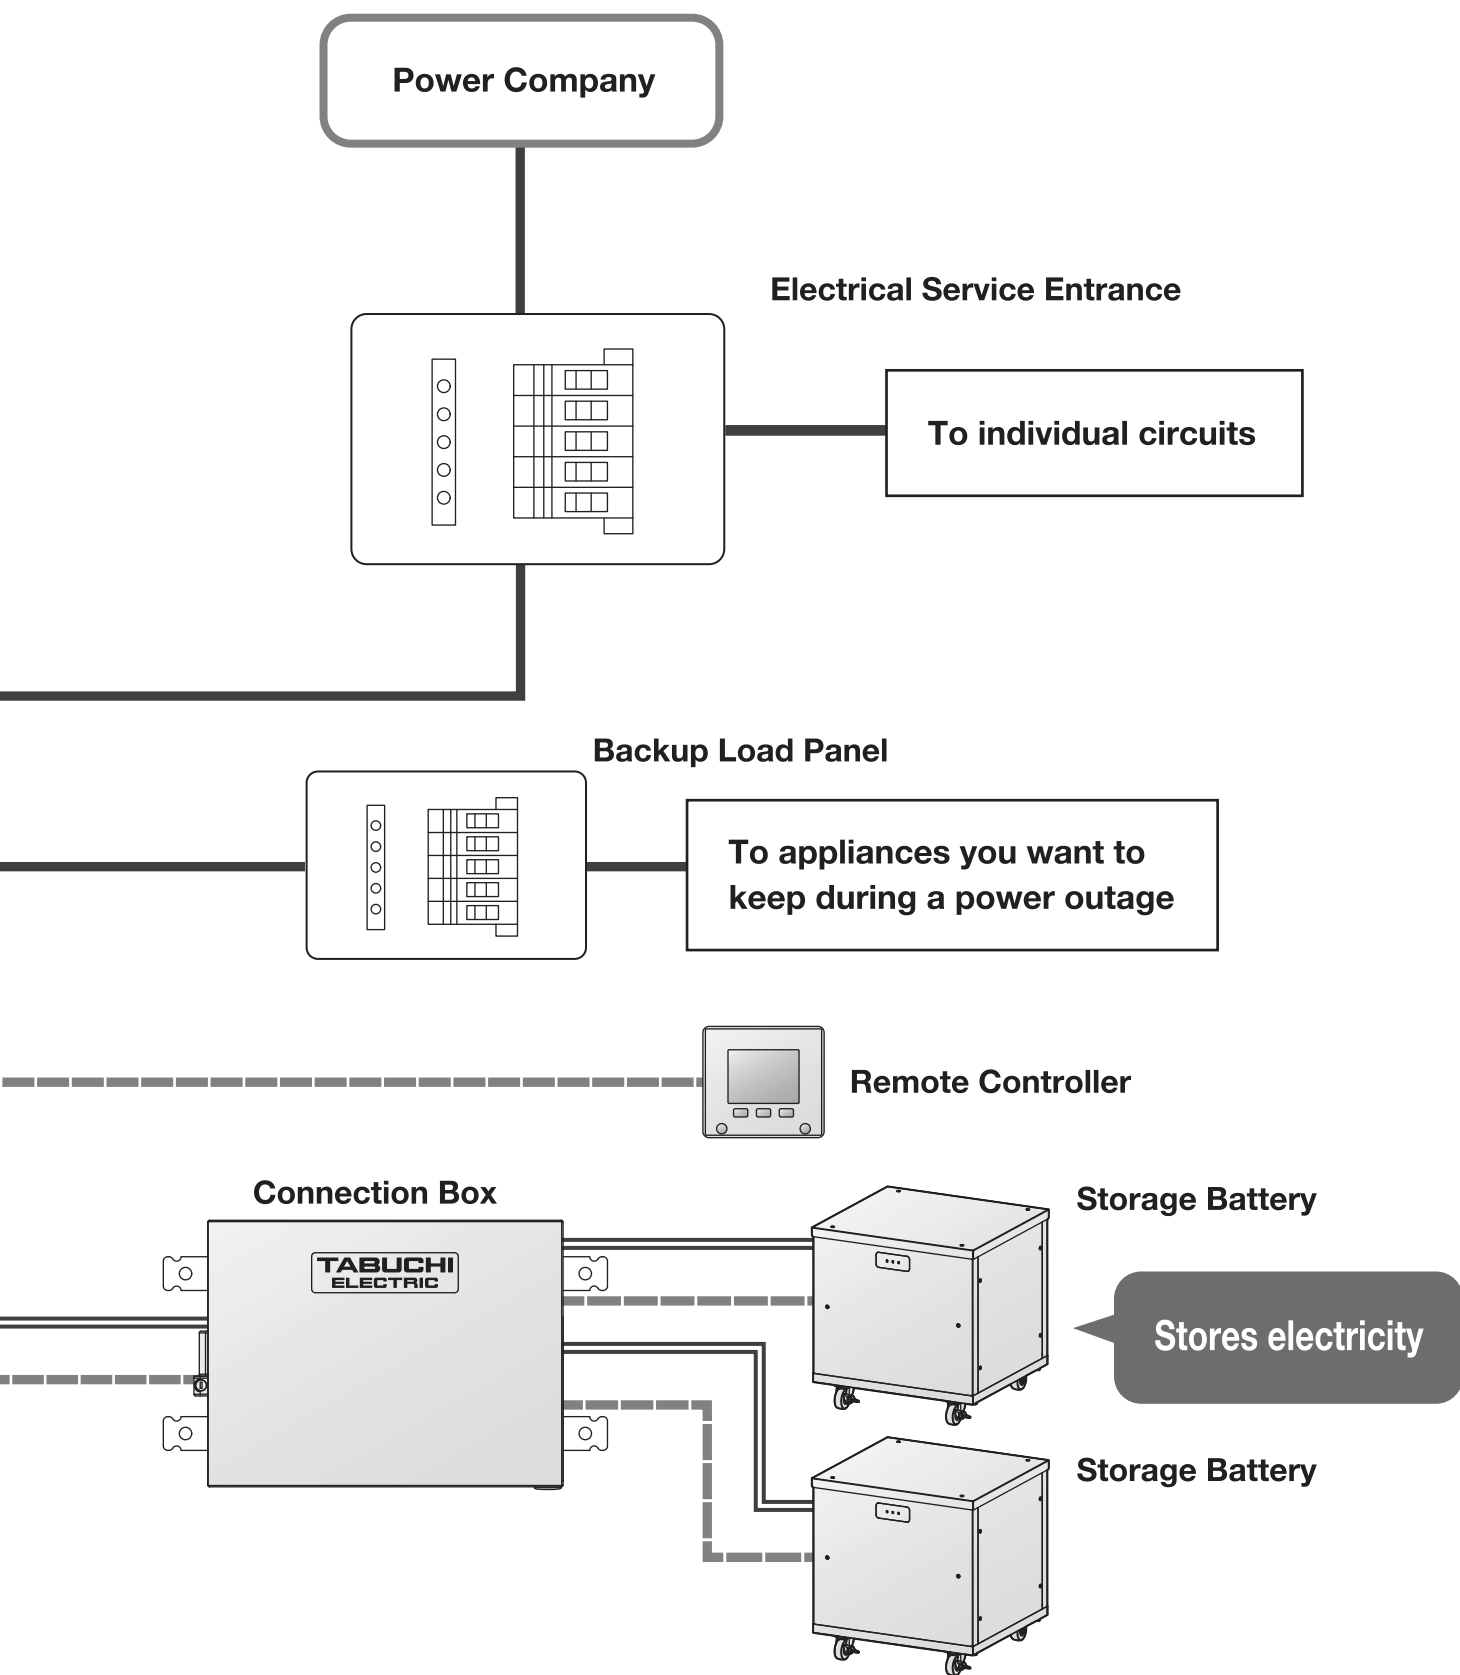 Power Company
Electrical Service Entrance
To individual circuits
Backup Load Panel
To appliances you want to
keep during a power outage
Remote Controller
Connection Box
TABUCHI
ELECTRIC
Storage Battery
Stores electricity
Storage Battery